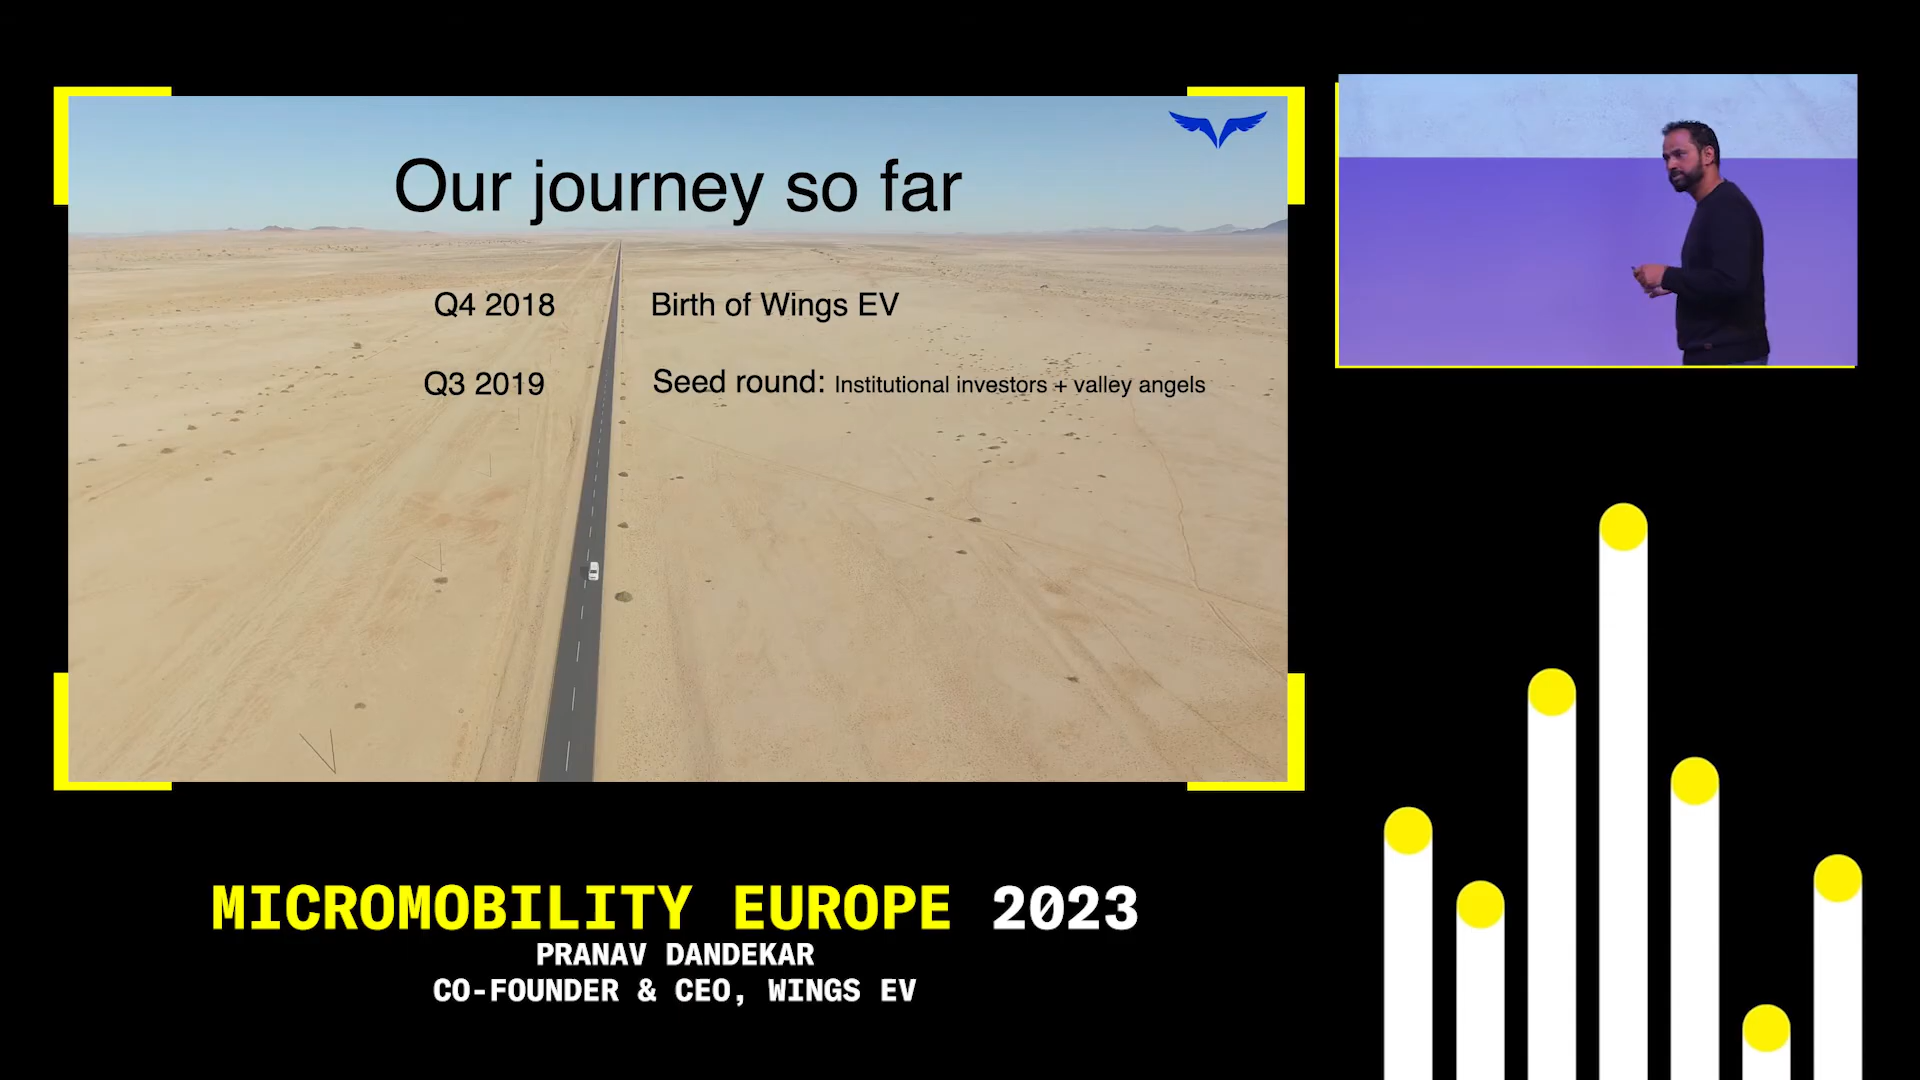 Our journey so far
Q4 2018 Birth of Wings EV
Q3 2019 Seed round: Institutional investors + valley angels
MICROMOBILITY EUROPE 2023
PRANAV DANDEKAR
CO-FOUNDER & CEO, WINGS EV